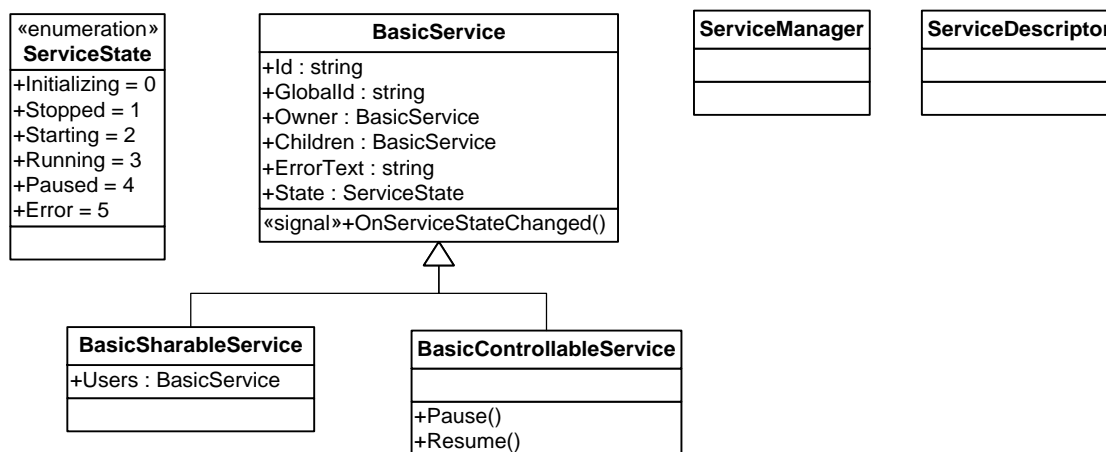 «enumeration»
ServiceState
+Initializing = 0
+Stopped = 1
+Starting = 2
+Running = 3
+Paused = 4
+Error = 5
BasicService
+Id : string
+GlobalId : string
+Owner : BasicService
+Children : BasicService
+ErrorText : string
+State : ServiceState
«signal»+OnServiceStateChanged()
ServiceManager
ServiceDescriptor
BasicSharableService
+Users : BasicService
BasicControllableService
+Pause()
+Resume()